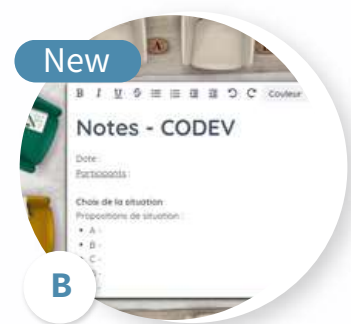 New
A
B I U S Couleur
Notes - CODEV
Date :
Participants :
Choix de la situation
Propositions de situation :
• A -
• B -
• C -
B